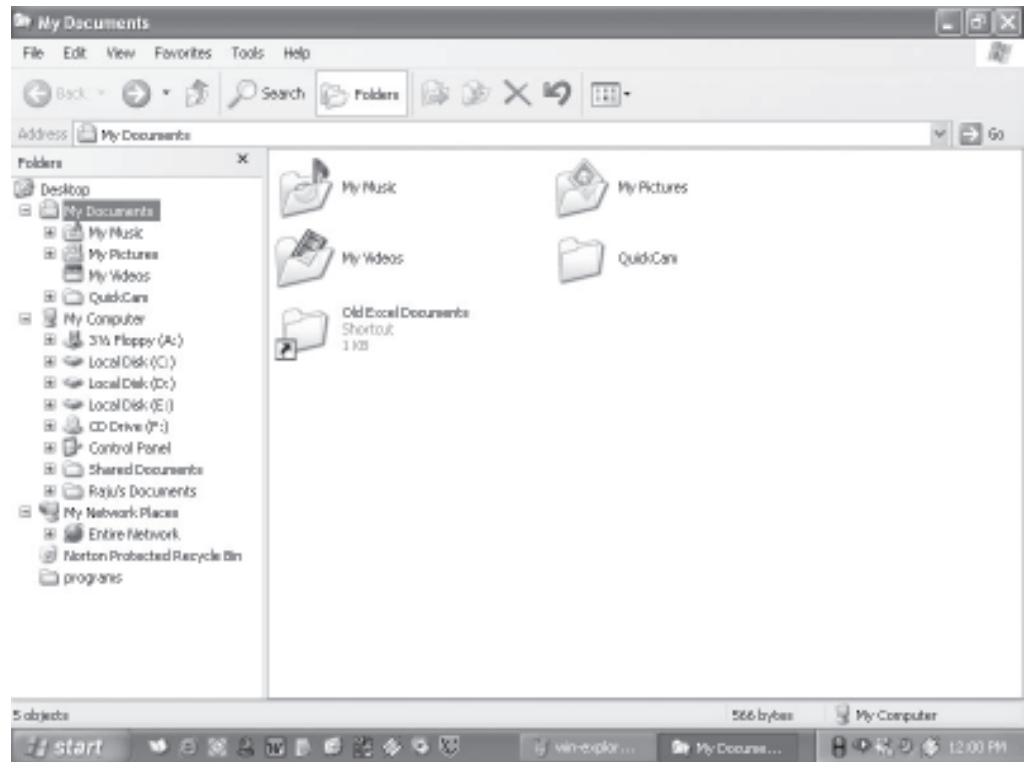 My Documents
File Edit View Favorites Tools Help
Back Search Folders
Address My Documents Go
Folders
Desktop
My Documents
My Music
My Pictures
My Videos
QuickCam
My Computer
3½ Floppy (A:)
Local Disk (C:)
Local Disk (D:)
Local Disk (E:)
CD Drive (F:)
Control Panel
Shared Documents
Raju's Documents
My Network Places
Entire Network
Norton Protected Recycle Bin
programs
My Music
My Pictures
My Videos
QuickCam
Old Excel Documents
Shortcut
1 KB
5 objects
566 bytes
My Computer
start
win-explor...
My Docume...
12:00 PM